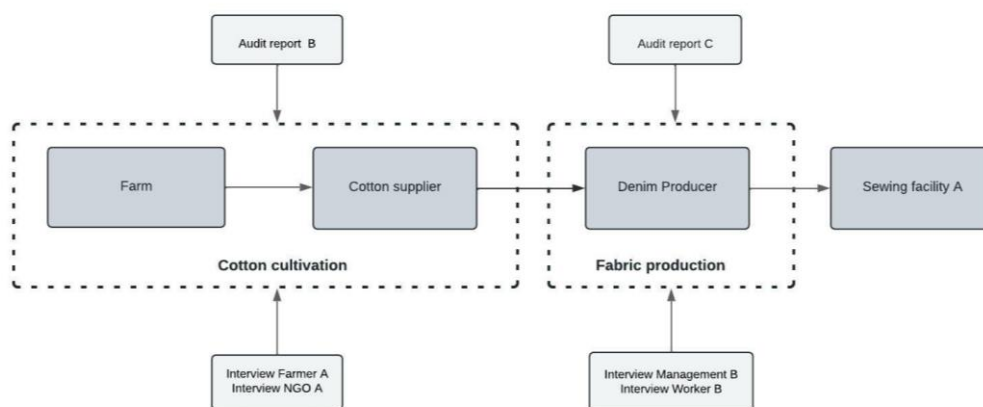 Audit report B
Audit report C
Farm
Cotton supplier
Denim Producer
Sewing facility A
Cotton cultivation
Fabric production
Interview Farmer A
Interview NGO A
Interview Management B
Interview Worker B